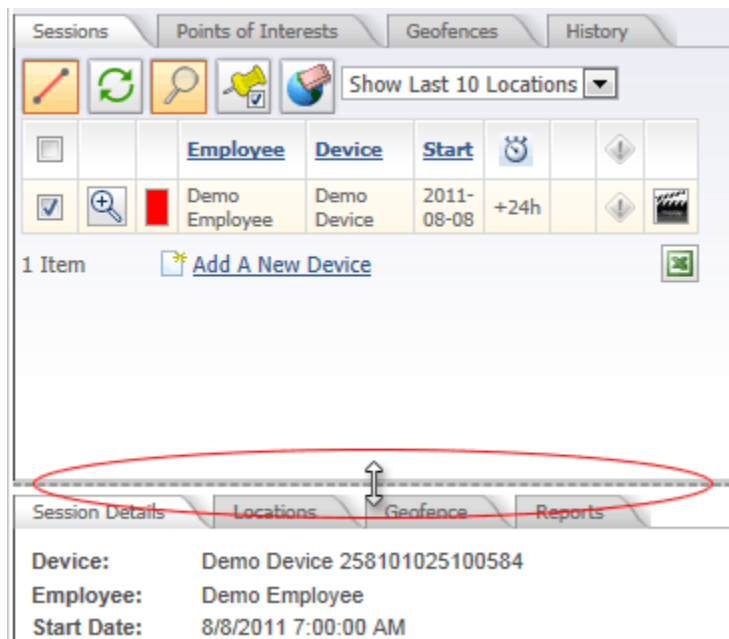 Sessions Points of Interests Geofences History
Show Last 10 Locations
Employee Device Start
Demo Employee Demo Device 2011-08-08 +24h
1 Item Add A New Device
Session Details Locations Geofence Reports
Device: Demo Device 258101025100584
Employee: Demo Employee
Start Date: 8/8/2011 7:00:00 AM